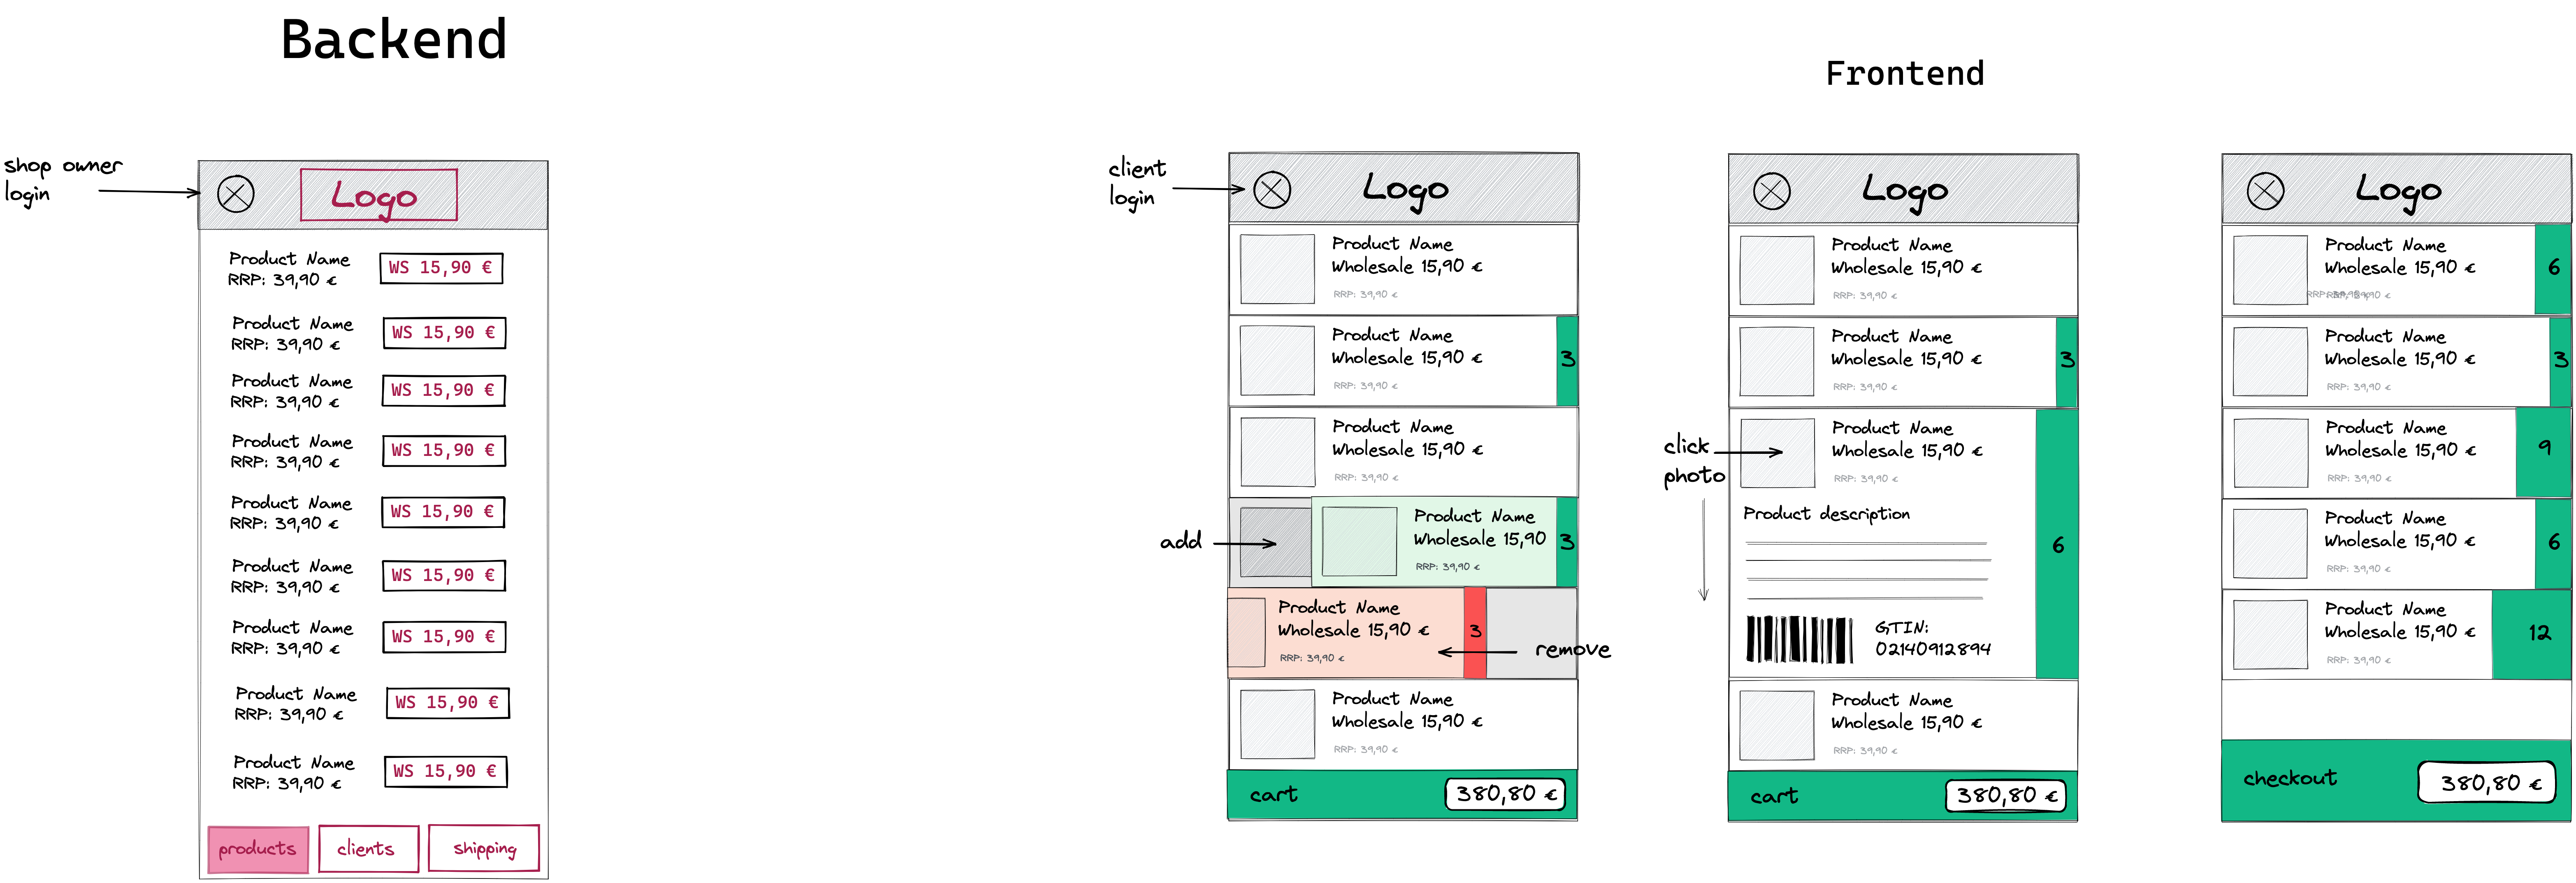 Backend
shop owner
login
Logo
Product Name
RRP: 39,90 €
WS 15,90 €
Product Name
RRP: 39,90 €
WS 15,90 €
Product Name
RRP: 39,90 €
WS 15,90 €
Product Name
RRP: 39,90 €
WS 15,90 €
Product Name
RRP: 39,90 €
WS 15,90 €
Product Name
RRP: 39,90 €
WS 15,90 €
Product Name
RRP: 39,90 €
WS 15,90 €
Product Name
RRP: 39,90 €
WS 15,90 €
Product Name
RRP: 39,90 €
WS 15,90 €
products
clients
shipping
Frontend
client
login
Logo
Product Name
Wholesale 15,90 €
RRP: 39,90 €
Product Name
Wholesale 15,90 €
RRP: 39,90 €
3
Product Name
Wholesale 15,90 €
RRP: 39,90 €
add
Product Name
Wholesale 15,90
RRP: 39,90 €
3
Product Name
Wholesale 15,90 €
RRP: 39,90 €
3
remove
Product Name
Wholesale 15,90 €
RRP: 39,90 €
cart
380,80 €
Logo
Product Name
Wholesale 15,90 €
RRP: 39,90 €
Product Name
Wholesale 15,90 €
RRP: 39,90 €
3
click
photo
Product Name
Wholesale 15,90 €
RRP: 39,90 €
Product description
6
GTIN:
02140912894
Product Name
Wholesale 15,90 €
RRP: 39,90 €
cart
380,80 €
Logo
Product Name
Wholesale 15,90 €
RRP: 39,90 €
6
Product Name
Wholesale 15,90 €
RRP: 39,90 €
3
Product Name
Wholesale 15,90 €
RRP: 39,90 €
9
Product Name
Wholesale 15,90 €
RRP: 39,90 €
6
Product Name
Wholesale 15,90 €
RRP: 39,90 €
12
checkout
380,80 €